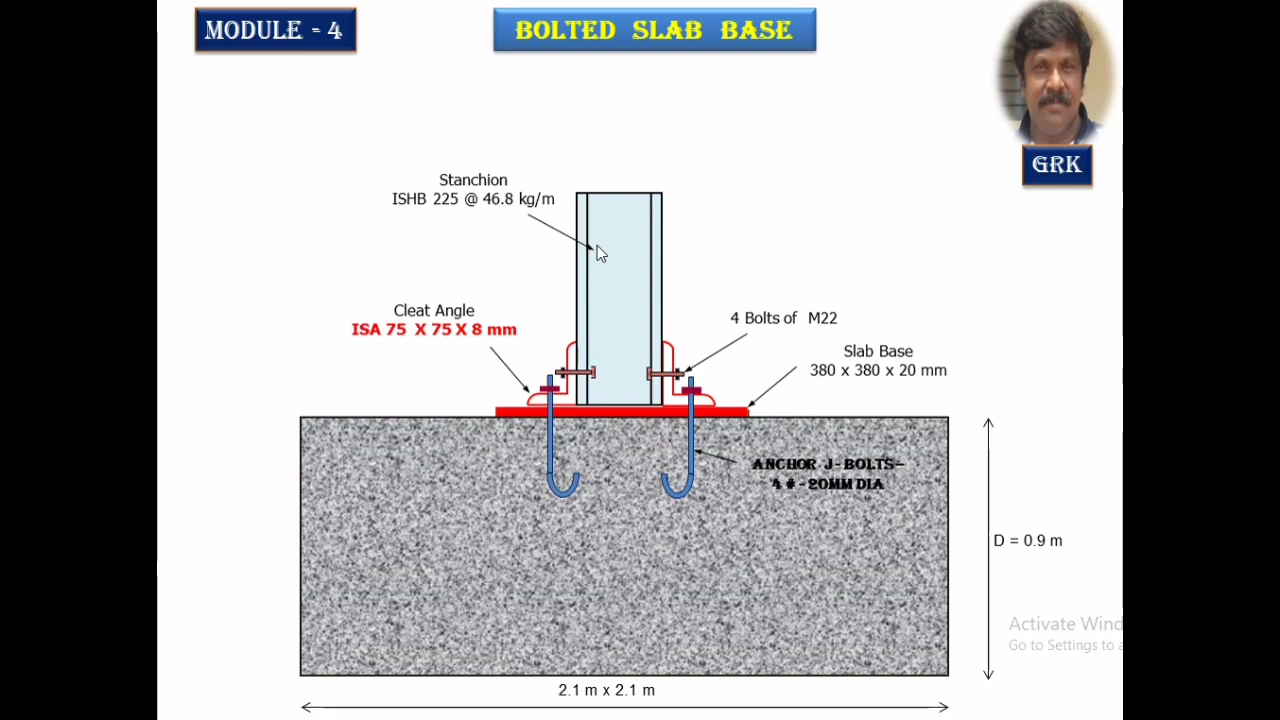 MODULE - 4
BOLTED SLAB BASE
GRK
Stanchion
ISHB 225 @ 46.8 kg/m
Cleat Angle
ISA 75 X 75 X 8 mm
4 Bolts of M22
Slab Base
380 x 380 x 20 mm
ANCHOR J-BOLTS-
4 # - 20MM DIA
D = 0.9 m
Activate Wind
Go to Settings to a
2.1 m x 2.1 m